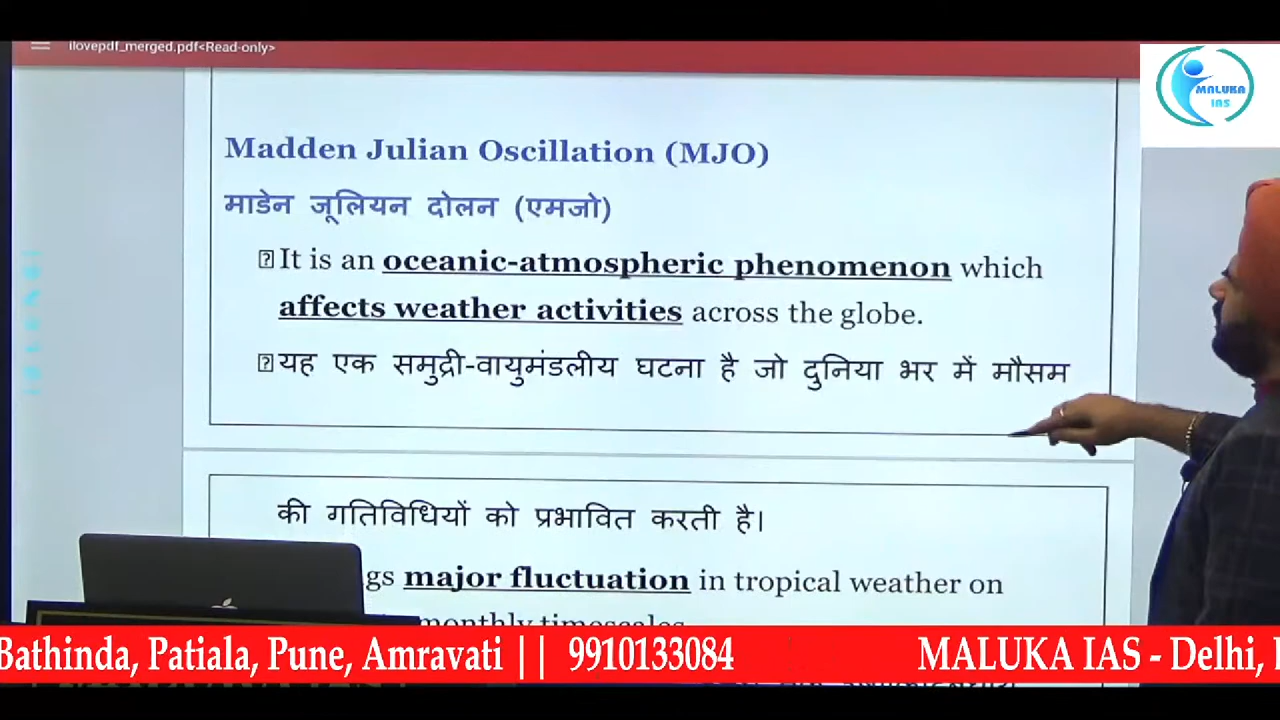 ilovepdf_merged.pdf<Read-only>
MALUKA
IAS
Madden Julian Oscillation (MJO)
माडेन जूलियन दोलन (एमजो)
It is an oceanic-atmospheric phenomenon which
affects weather activities across the globe.
यह एक समुद्री-वायुमंडलीय घटना है जो दुनिया भर में मौसम
की गतिविधियों को प्रभावित करती है।
major fluctuation in tropical weather on
monthly timescales
Bathinda, Patiala, Pune, Amravati || 9910133084 MALUKA IAS - Delhi,